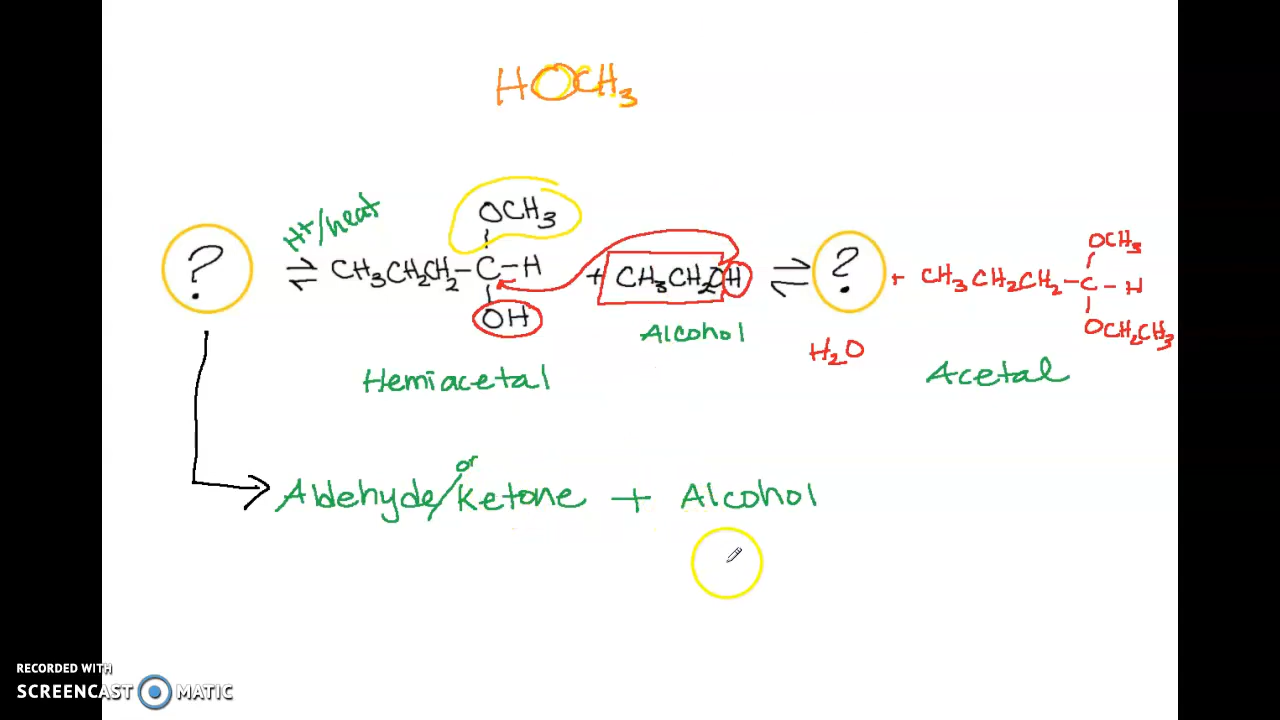 HOCH3
H+/heat
OCH3
? ⇌ CH3CH2CH2-C-H + CH3CH2OH ⇌ ? + CH3CH2CH2-C-H
OH
OCH3
OCH2CH3
Alcohol
H2O
Hemiacetal
Acetal
or
Aldehyde/Ketone + Alcohol
RECORDED WITH
SCREENCAST MATIC